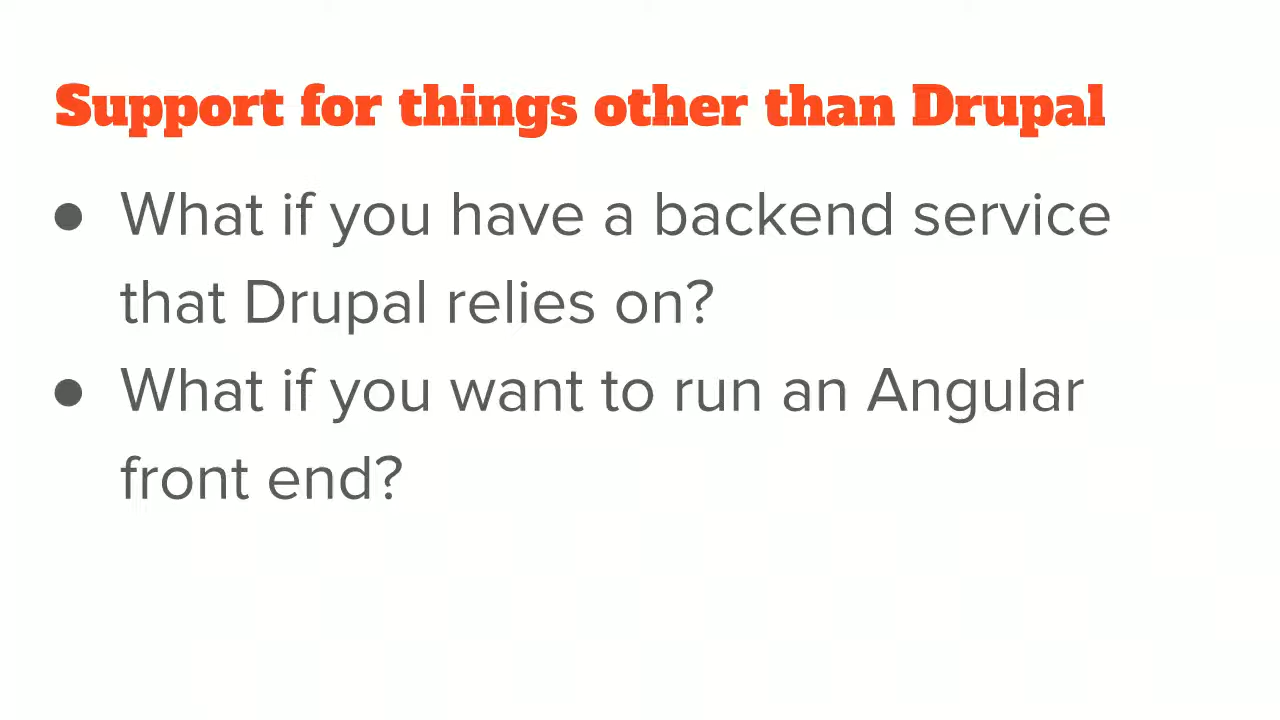 Support for things other than Drupal
● What if you have a backend service
that Drupal relies on?
● What if you want to run an Angular
front end?